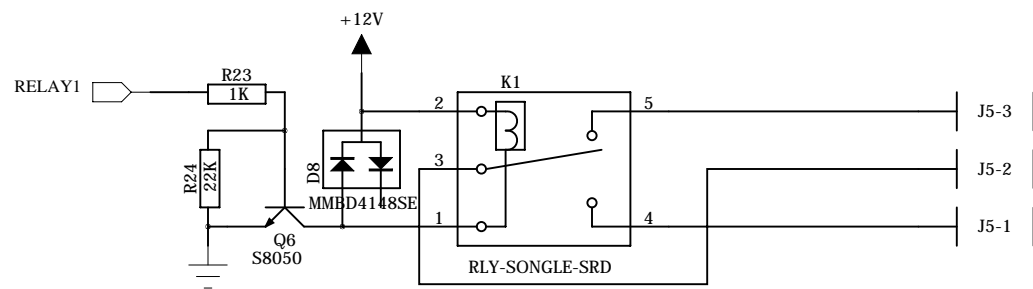 +12V
RELAY1
R23
1K
K1
2
5
J5-3
R24
22K
D8
3
J5-2
MMBD4148SE
1
4
J5-1
Q6
S8050
RLY-SONGLE-SRD